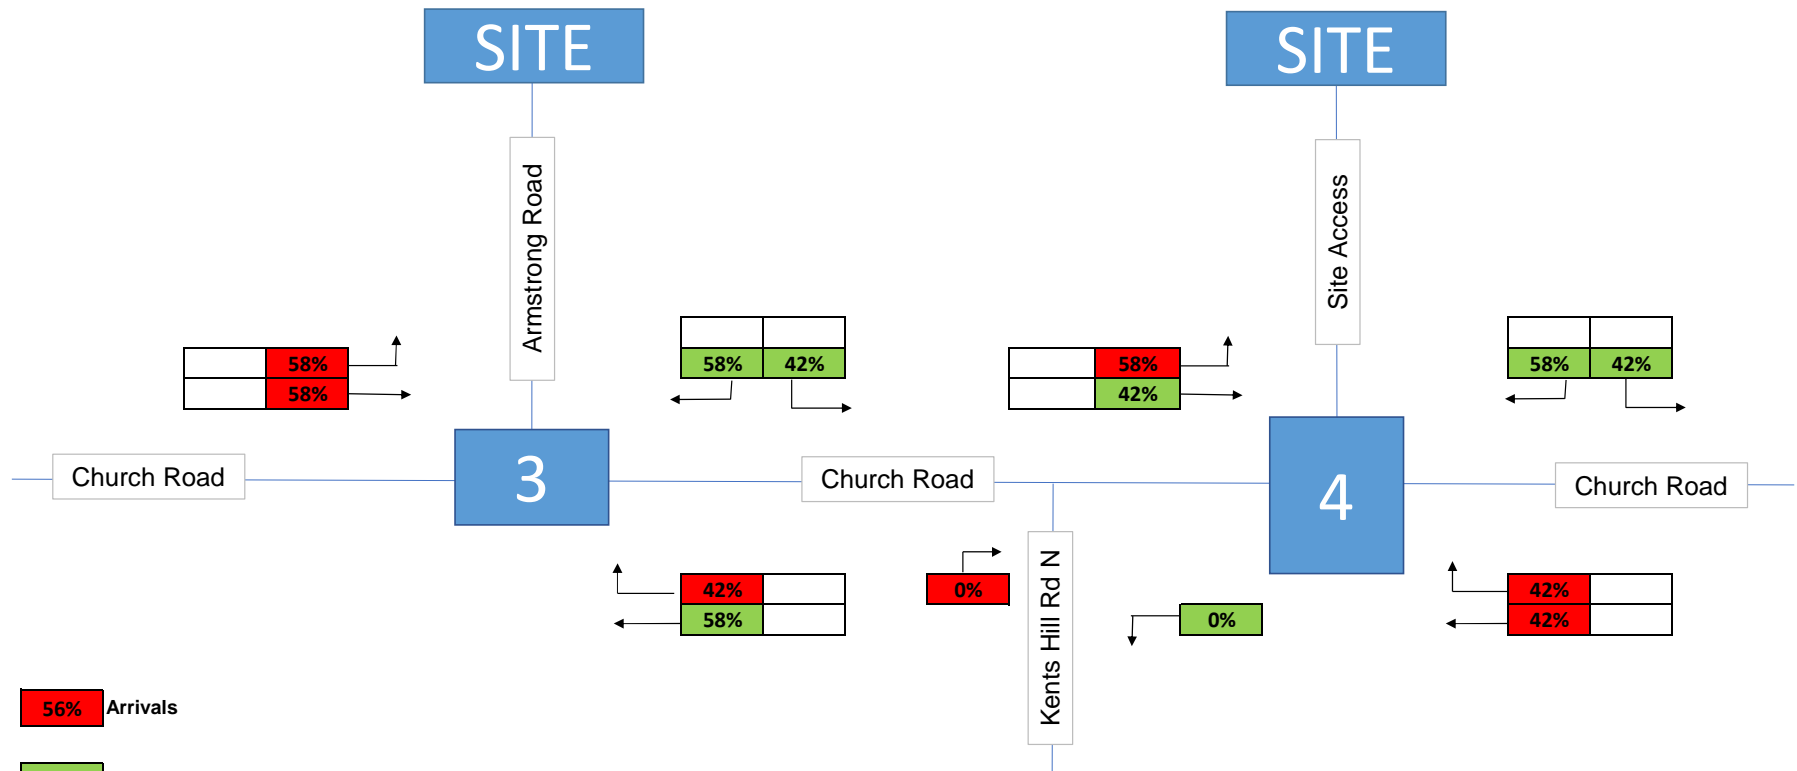 SITE
SITE
Armstrong Road
Site Access
58%
58%
58% 42%
58%
42%
58% 42%
Church Road
3
Church Road
4
Church Road
42%
58%
0%
Kents Hill Rd N
0%
42%
42%
56% Arrivals